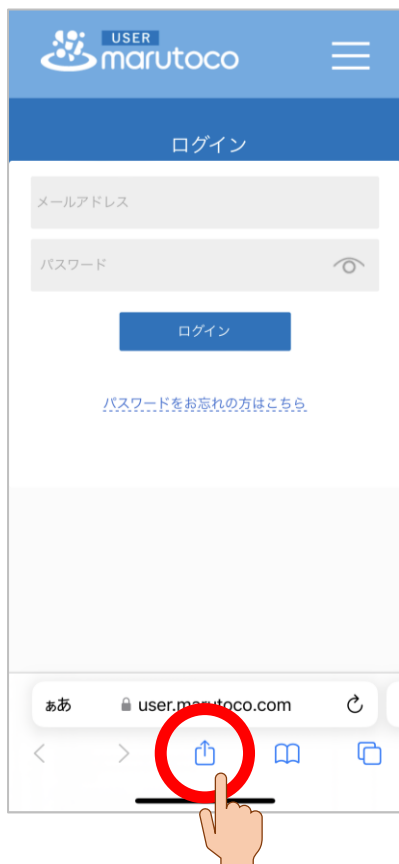 USER
marutoco
ログイン
メールアドレス
パスワード
ログイン
パスワードをお忘れの方はこちら
ぁあ
user.marutoco.com